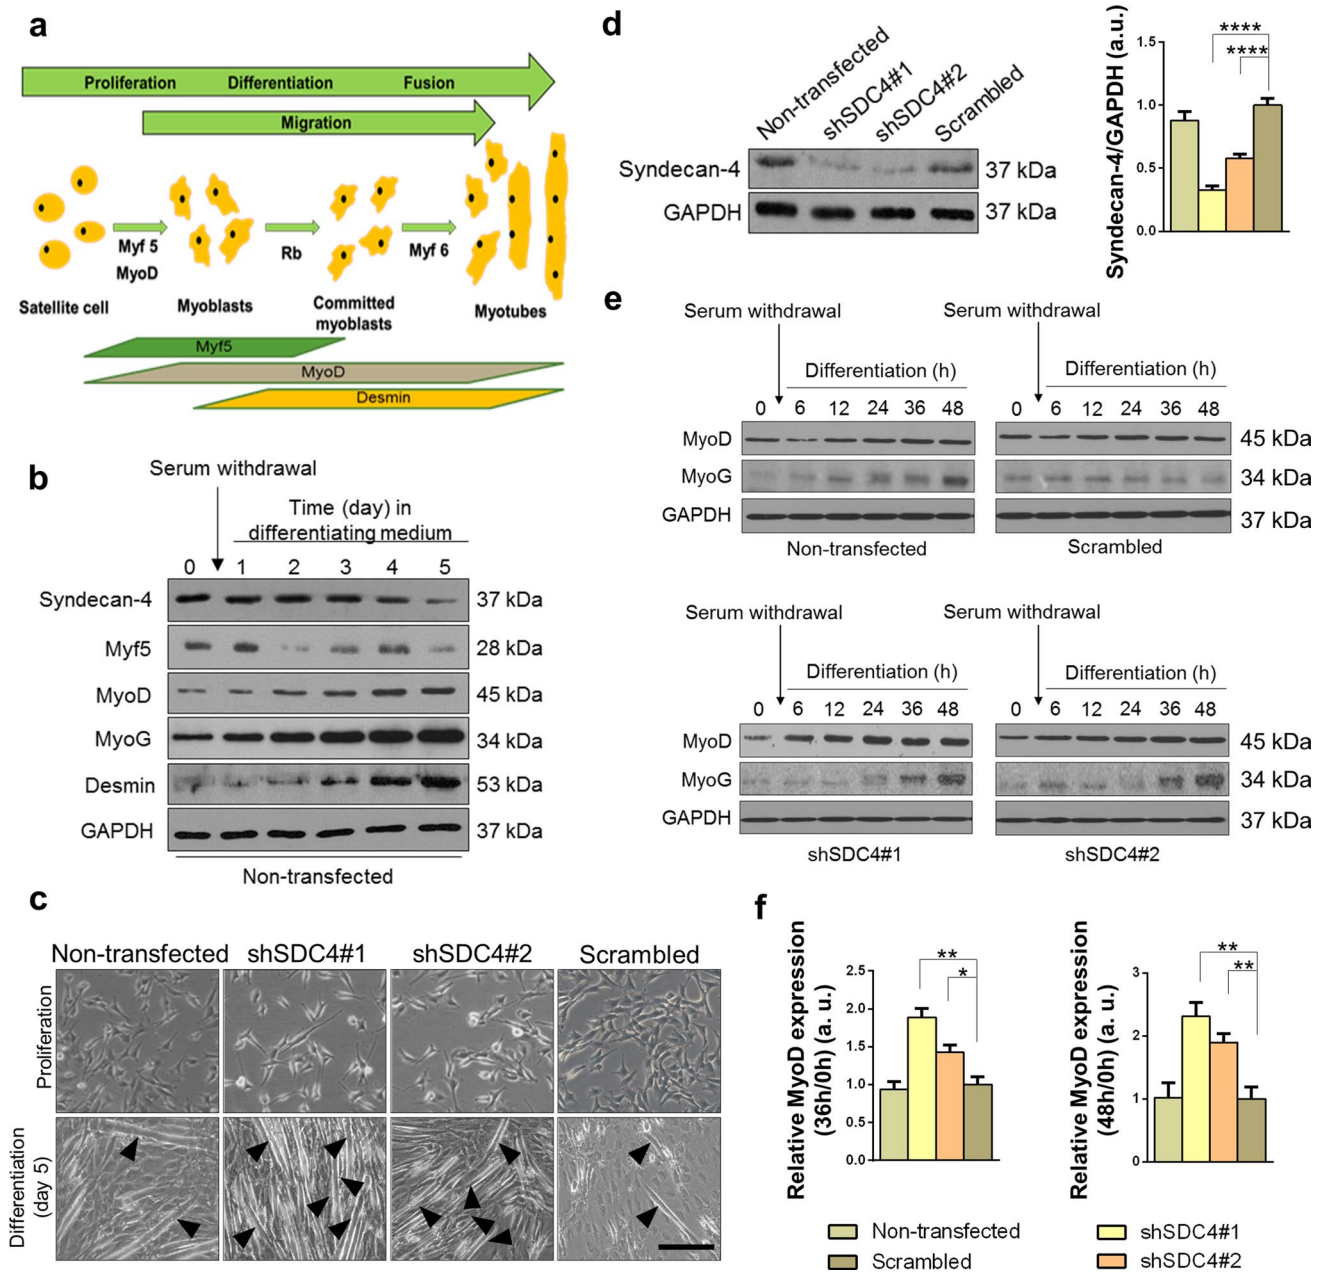 a
Proliferation Differentiation Fusion
Migration
Myf 5
MyoD
Rb
Myf 6
Satellite cell
Myoblasts
Committed
myoblasts
Myotubes
Myf5
MyoD
Desmin
b
Serum withdrawal
Time (day) in
differentiating medium
0 1 2 3 4 5
Syndecan-4 37 kDa
Myf5 28 kDa
MyoD 45 kDa
MyoG 34 kDa
Desmin 53 kDa
GAPDH 37 kDa
Non-transfected
c
Non-transfected shSDC4#1 shSDC4#2 Scrambled
Proliferation
Differentiation
(day 5)
d
Non-transfected
shSDC4#1
shSDC4#2
Scrambled
Syndecan-4 37 kDa
GAPDH 37 kDa
Syndecan-4/GAPDH (a.u.)
1.5
1.0
0.5
0.0
****
****
e
Serum withdrawal
Differentiation (h)
0 6 12 24 36 48
MyoD
MyoG
GAPDH
Non-transfected
Serum withdrawal
Differentiation (h)
0 6 12 24 36 48
45 kDa
34 kDa
37 kDa
Scrambled
Serum withdrawal
Differentiation (h)
0 6 12 24 36 48
MyoD
MyoG
GAPDH
shSDC4#1
Serum withdrawal
Differentiation (h)
0 6 12 24 36 48
45 kDa
34 kDa
37 kDa
shSDC4#2
f
Relative MyoD expression
(36h/0h) (a. u.)
2.5
2.0
1.5
1.0
0.5
0.0
**
*
Relative MyoD expression
(48h/0h) (a. u.)
3
2
1
0
**
**
Non-transfected
Scrambled
shSDC4#1
shSDC4#2